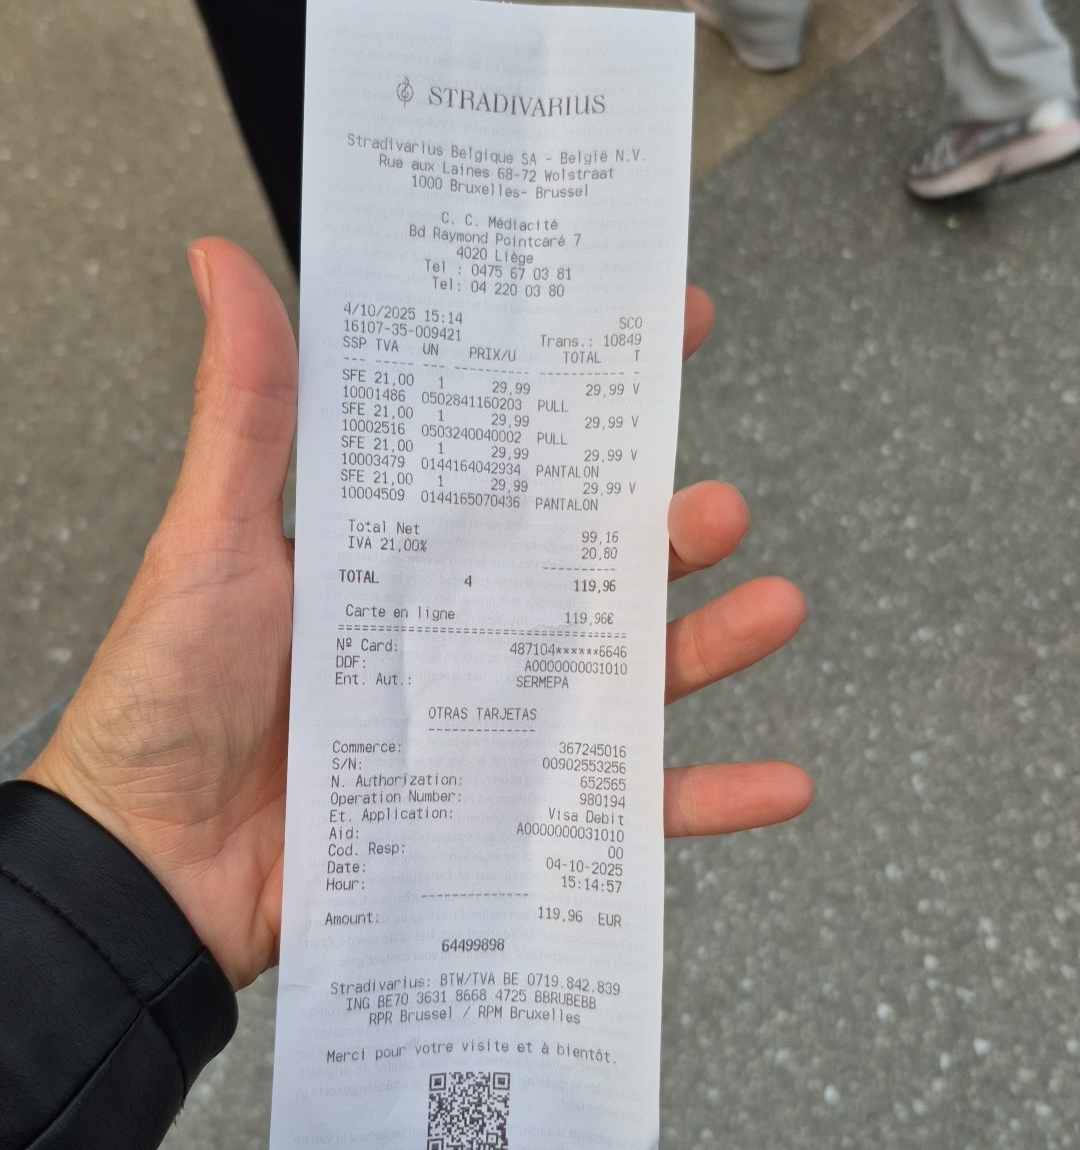 STRADIVARIUS
Stradivarius Belgique SA - België N.V.
Rue aux Laines 68-72 Wolstraat
1000 Bruxelles- Brussel
C. C. Médiacité
Bd Raymond Pointcaré 7
4020 Liège
Tel : 0475 67 03 81
Tel: 04 220 03 80
4/10/2025 15:14 SCO
16107-35-009421 Trans.: 10849
SSP TVA UN PRIX/U TOTAL T
--- ----- --- ---------- ----------- -
SFE 21,00 1 29,99 29,99 V
10001486 0502841160203 PULL
SFE 21,00 1 29,99 29,99 V
10002516 0503240040002 PULL
SFE 21,00 1 29,99 29,99 V
10003479 0144164042934 PANTALON
SFE 21,00 1 29,99 29,99 V
10004509 0144165070436 PANTALON
Total Net 99,16
IVA 21,00% 20,80
---------
TOTAL 4 119,96
Carte en ligne 119,96€
====================================
Nº Card: 487104******6646
DDF: A0000000031010
Ent. Aut.: SERMEPA
OTRAS TARJETAS
-------------
Commerce: 367245016
S/N: 00902553256
N. Authorization: 652565
Operation Number: 980194
Et. Application: Visa Debit
Aid: A0000000031010
Cod. Resp: 00
Date: 04-10-2025
Hour: 15:14:57
-------------
Amount: 119,96 EUR
64499898
Stradivarius: BTW/TVA BE 0719.842.839
ING BE70 3631 8668 4725 BBRUBEBB
RPR Brussel / RPM Bruxelles
Merci pour votre visite et à bientôt.